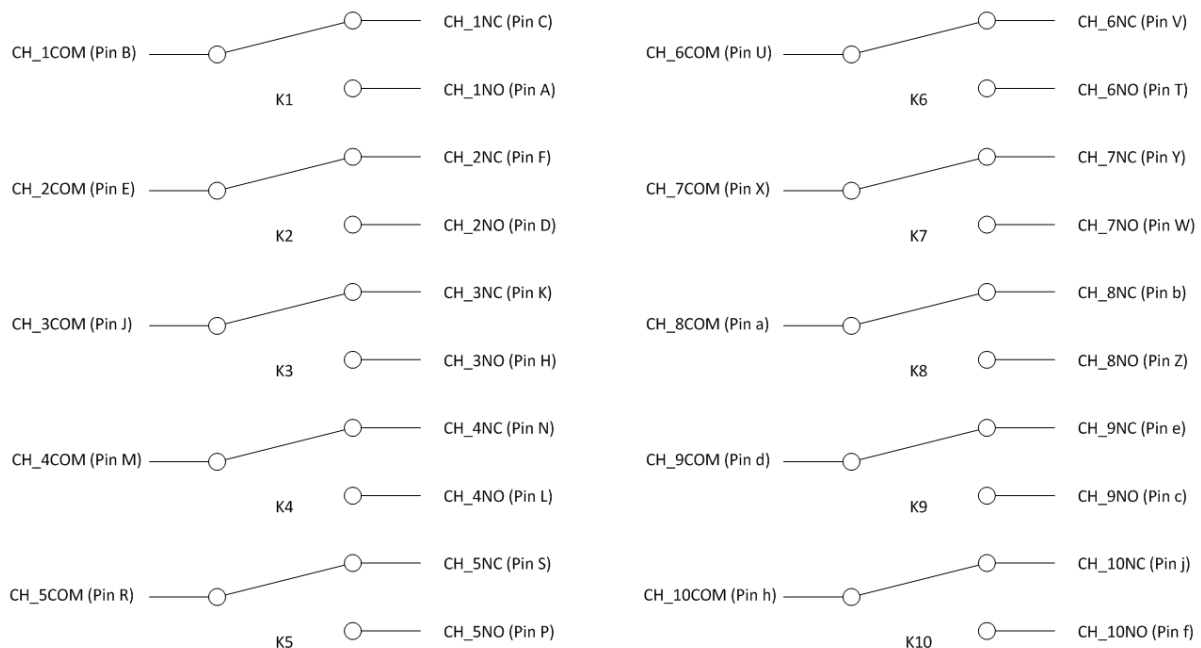 CH_1COM (Pin B)
CH_1NC (Pin C)
K1
CH_1NO (Pin A)
CH_2COM (Pin E)
CH_2NC (Pin F)
K2
CH_2NO (Pin D)
CH_3COM (Pin J)
CH_3NC (Pin K)
K3
CH_3NO (Pin H)
CH_4COM (Pin M)
CH_4NC (Pin N)
K4
CH_4NO (Pin L)
CH_5COM (Pin R)
CH_5NC (Pin S)
K5
CH_5NO (Pin P)
CH_6COM (Pin U)
CH_6NC (Pin V)
K6
CH_6NO (Pin T)
CH_7COM (Pin X)
CH_7NC (Pin Y)
K7
CH_7NO (Pin W)
CH_8COM (Pin a)
CH_8NC (Pin b)
K8
CH_8NO (Pin Z)
CH_9COM (Pin d)
CH_9NC (Pin e)
K9
CH_9NO (Pin c)
CH_10COM (Pin h)
CH_10NC (Pin j)
K10
CH_10NO (Pin f)